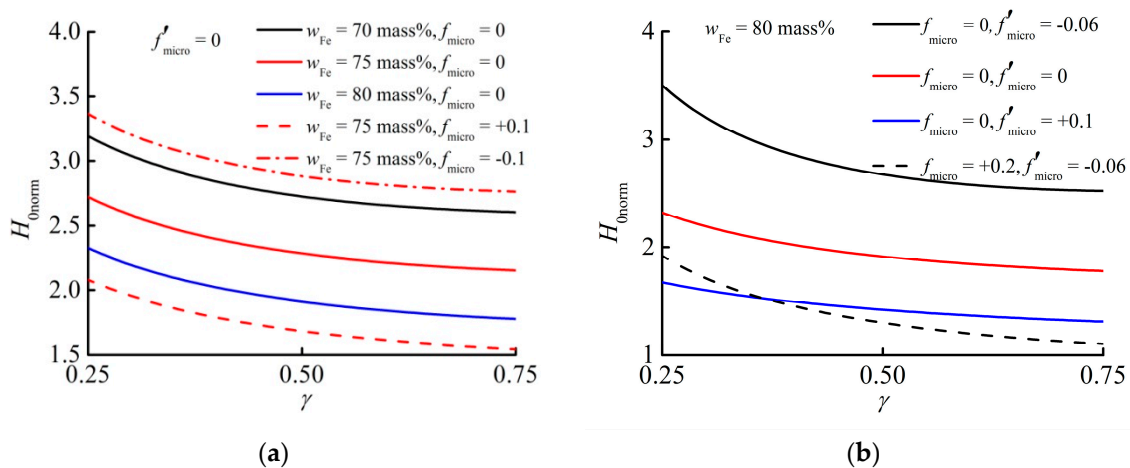 4.0
3.5
3.0
2.5
2.0
1.5
0.25
0.50
0.75
H0norm
γ
f′micro = 0
wFe = 70 mass%, fmicro = 0
wFe = 75 mass%, fmicro = 0
wFe = 80 mass%, fmicro = 0
wFe = 75 mass%, fmicro = +0.1
wFe = 75 mass%, fmicro = -0.1
(a)
4
3
2
1
0.25
0.50
0.75
H0norm
γ
wFe = 80 mass%
fmicro = 0, f′micro = -0.06
fmicro = 0, f′micro = 0
fmicro = 0, f′micro = +0.1
fmicro = +0.2, f′micro = -0.06
(b)